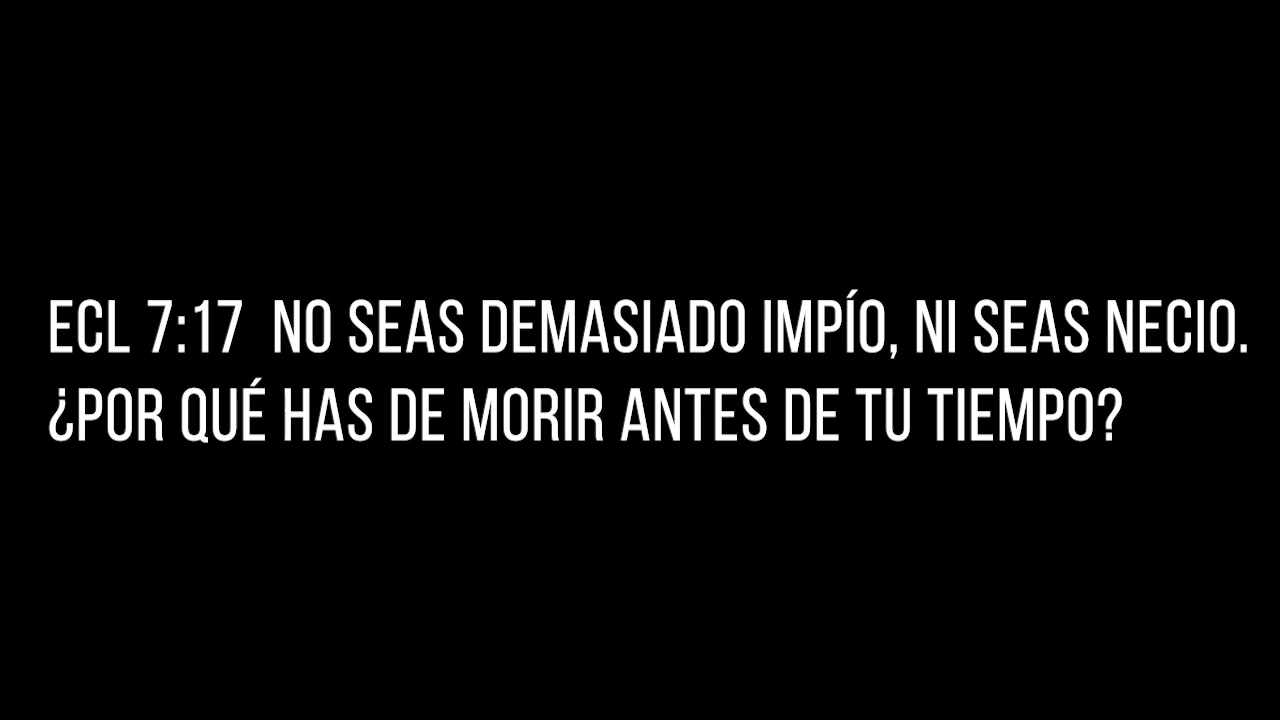 ECL 7:17  NO SEAS DEMASIADO IMPÍO, NI SEAS NECIO.
¿POR QUÉ HAS DE MORIR ANTES DE TU TIEMPO?